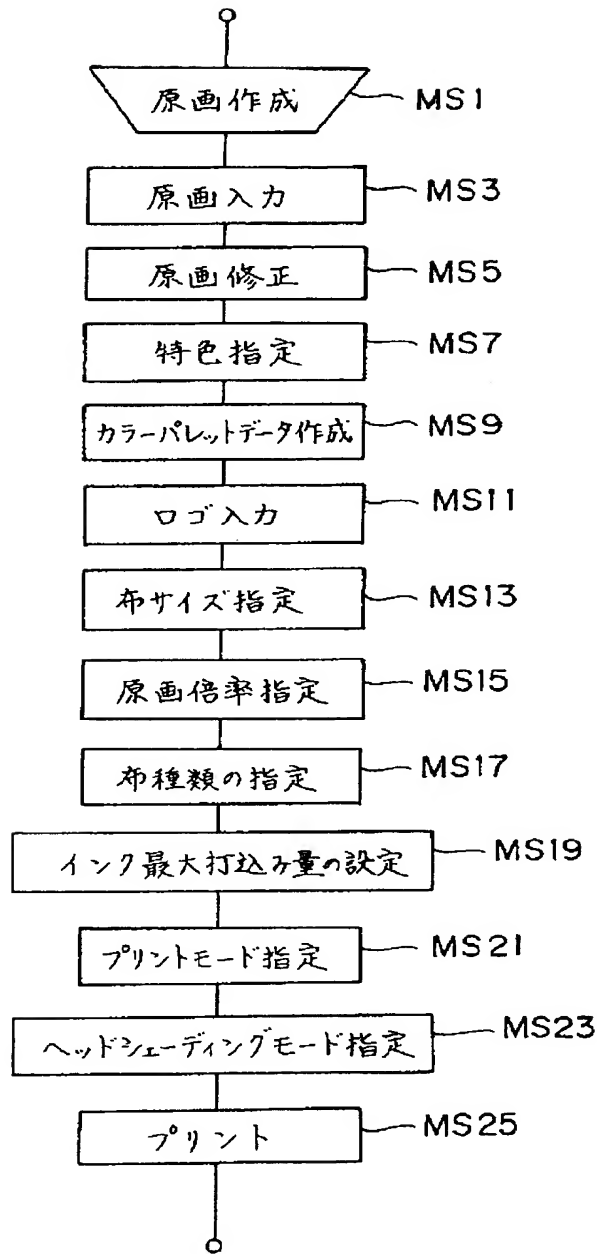 原画作成 MS1
原画入力 MS3
原画修正 MS5
特色指定 MS7
カラーパレットデータ作成 MS9
ロゴ入力 MS11
布サイズ指定 MS13
原画倍率指定 MS15
布種類の指定 MS17
インク最大打込み量の設定 MS19
プリントモード指定 MS21
ヘッドシェーディングモード指定 MS23
プリント MS25